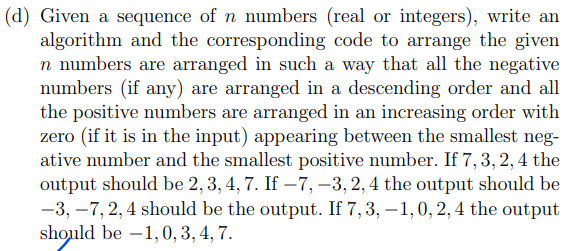 (d) Given a sequence of n numbers (real or integers), write an
algorithm and the corresponding code to arrange the given
n numbers are arranged in such a way that all the negative
numbers (if any) are arranged in a descending order and all
the positive numbers are arranged in an increasing order with
zero (if it is in the input) appearing between the smallest neg-
ative number and the smallest positive number. If 7, 3, 2, 4 the
output should be 2, 3, 4, 7. If −7, −3, 2, 4 the output should be
−3, −7, 2, 4 should be the output. If 7, 3, −1, 0, 2, 4 the output
should be −1, 0, 3, 4, 7.